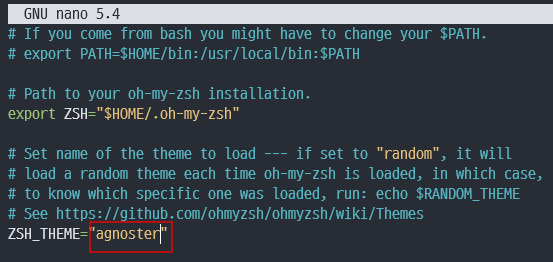 GNU nano 5.4
# If you come from bash you might have to change your $PATH.
# export PATH=$HOME/bin:/usr/local/bin:$PATH
# Path to your oh-my-zsh installation.
export ZSH="$HOME/.oh-my-zsh"
# Set name of the theme to load --- if set to "random", it will
# load a random theme each time oh-my-zsh is loaded, in which case,
# to know which specific one was loaded, run: echo $RANDOM_THEME
# See https://github.com/ohmyzsh/ohmyzsh/wiki/Themes
ZSH_THEME="agnoster"